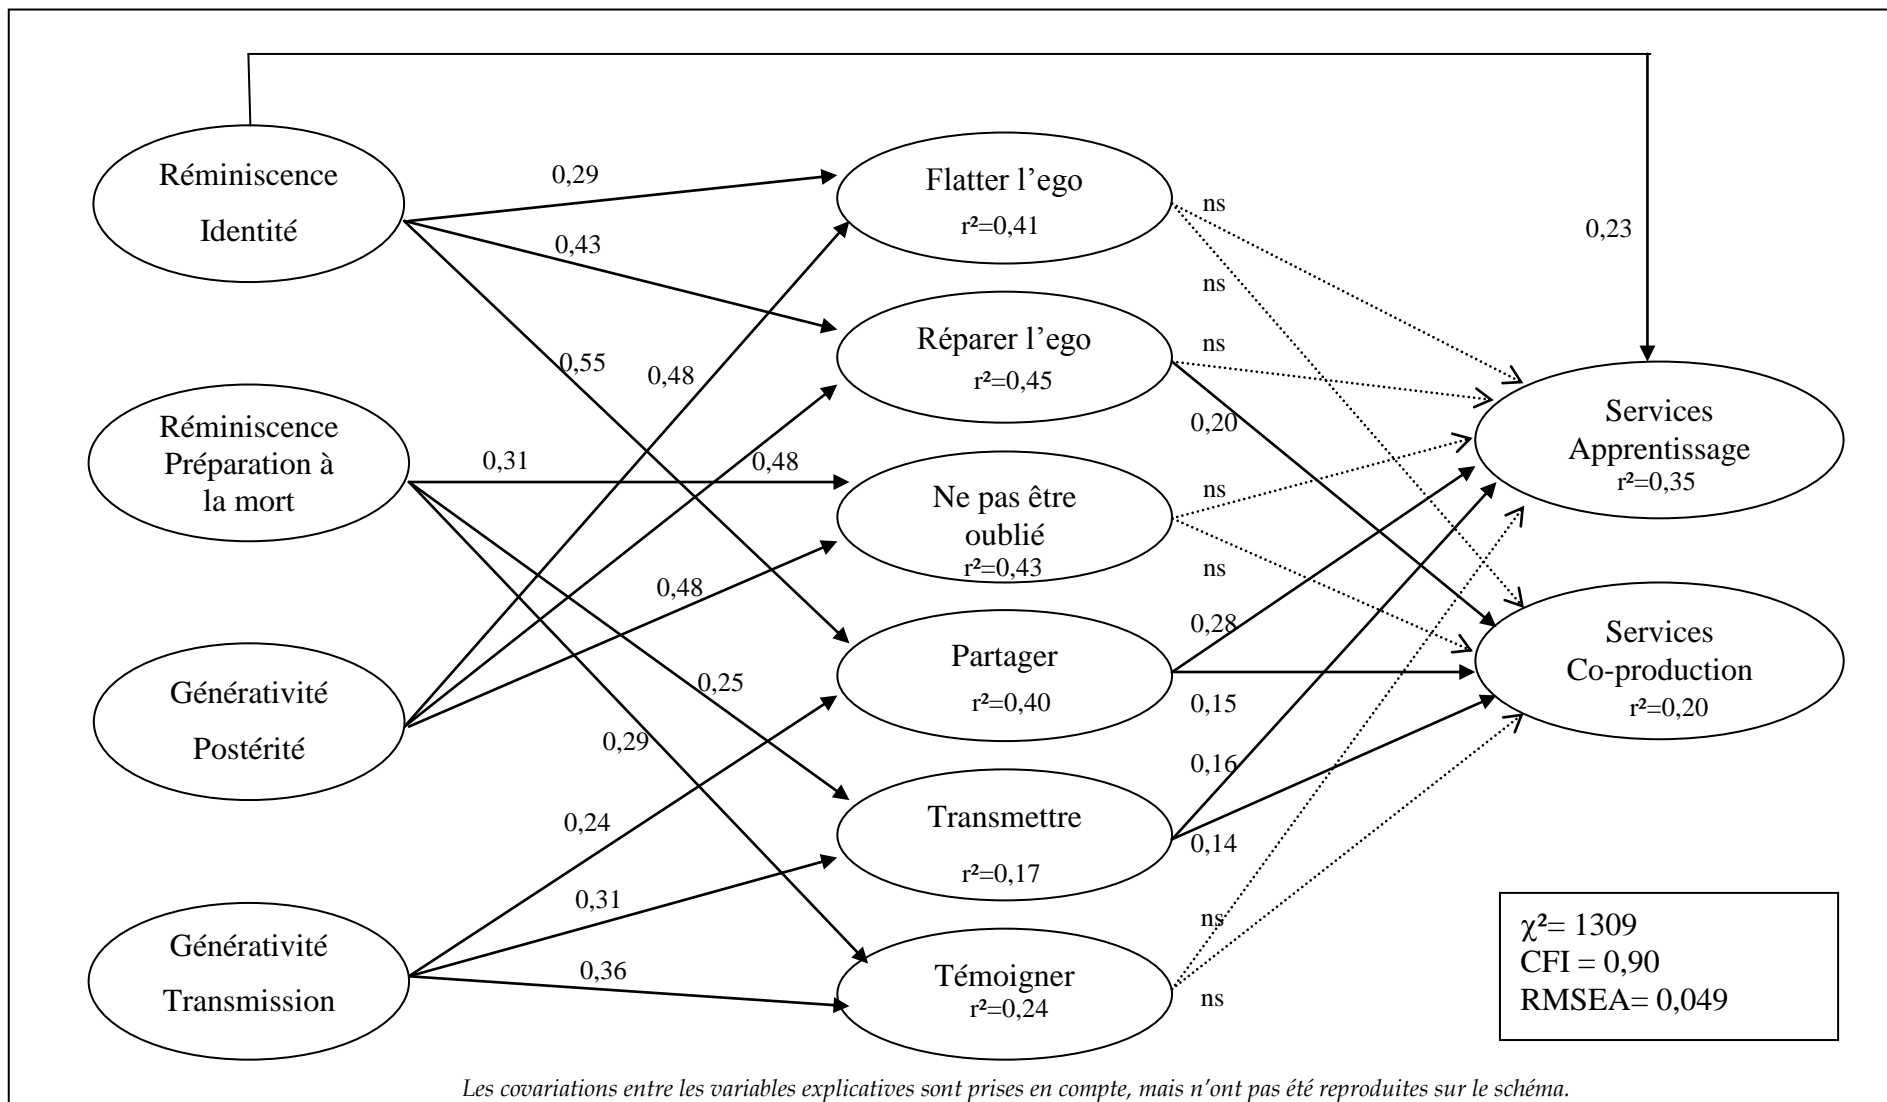 Réminiscence
Identité
Réminiscence
Préparation à
la mort
Générativité
Postérité
Générativité
Transmission
0,29
0,43
0,55
0,48
0,31
0,48
0,48
0,25
0,29
0,24
0,31
0,36
Flatter l’ego
r²=0,41
Réparer l’ego
r²=0,45
Ne pas être
oublié
r²=0,43
Partager
r²=0,40
Transmettre
r²=0,17
Témoigner
r²=0,24
ns
ns
ns
0,20
ns
ns
0,28
0,15
0,16
0,14
ns
ns
0,23
Services
Apprentissage
r²=0,35
Services
Co-production
r²=0,20
χ²= 1309
CFI = 0,90
RMSEA= 0,049
Les covariations entre les variables explicatives sont prises en compte, mais n’ont pas été reproduites sur le schéma.